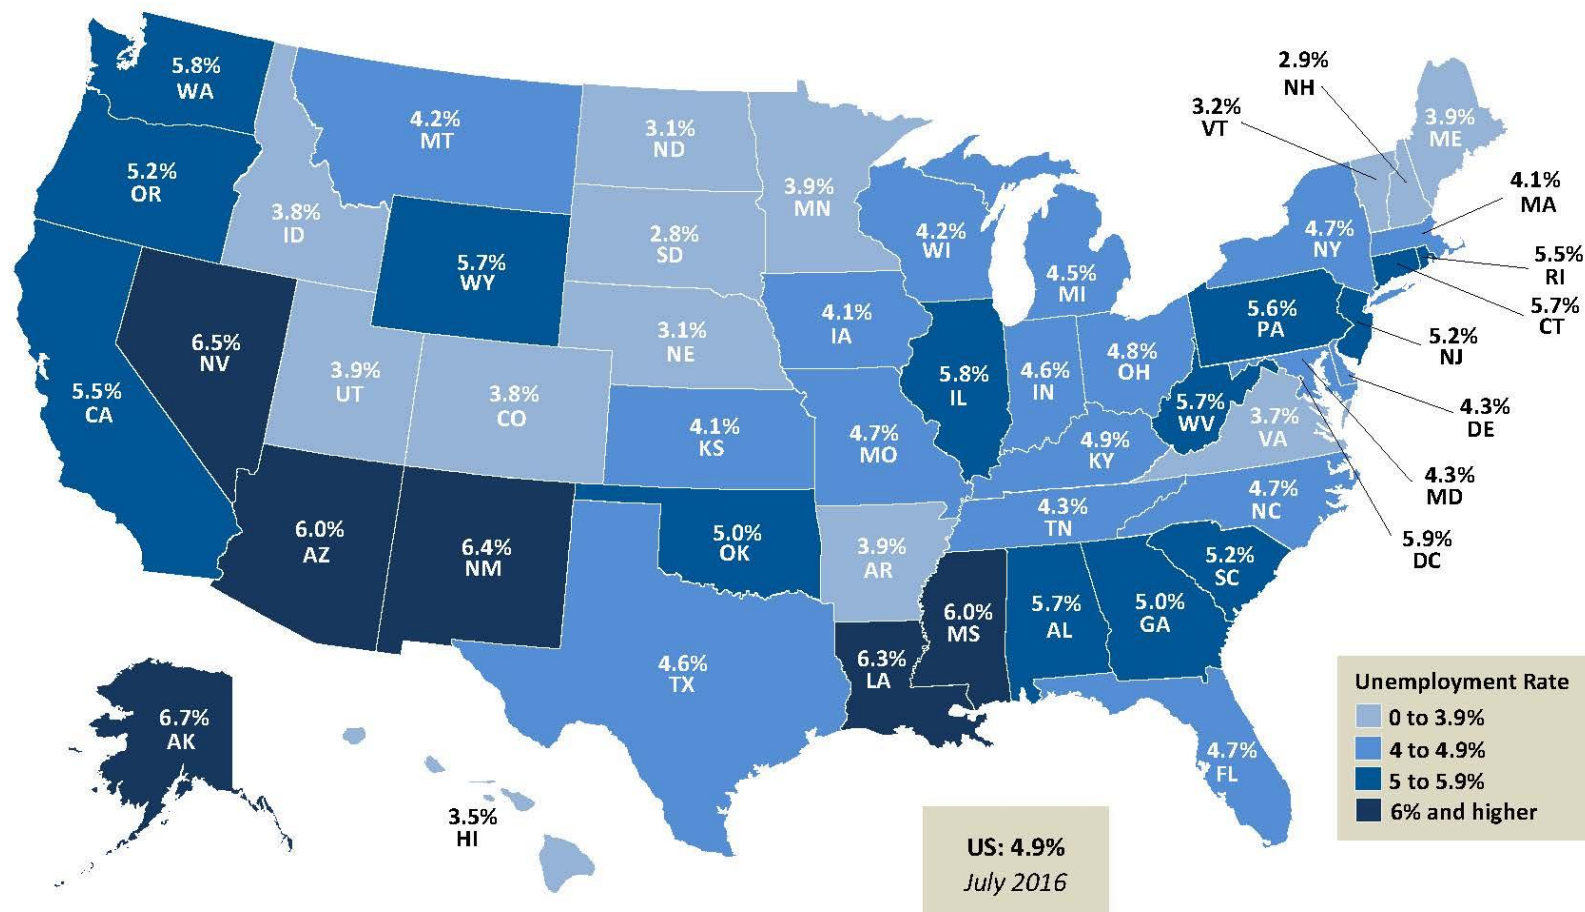 5.8%
WA
5.2%
OR
5.5%
CA
6.5%
NV
3.8%
ID
4.2%
MT
5.7%
WY
3.9%
UT
3.8%
CO
6.0%
AZ
6.4%
NM
3.1%
ND
2.8%
SD
3.1%
NE
4.1%
KS
5.0%
OK
4.6%
TX
3.9%
MN
4.1%
IA
4.7%
MO
3.9%
AR
6.3%
LA
4.2%
WI
5.8%
IL
4.5%
MI
4.6%
IN
4.8%
OH
4.9%
KY
4.3%
TN
6.0%
MS
5.7%
AL
5.0%
GA
5.2%
SC
4.7%
NC
3.7%
VA
5.7%
WV
5.6%
PA
4.7%
NY
3.2%
VT
2.9%
NH
3.9%
ME
4.1%
MA
5.5%
RI
5.7%
CT
5.2%
NJ
4.3%
DE
4.3%
MD
5.9%
DC
4.7%
FL
6.7%
AK
3.5%
HI
US: 4.9%
July 2016
Unemployment Rate
0 to 3.9%
4 to 4.9%
5 to 5.9%
6% and higher